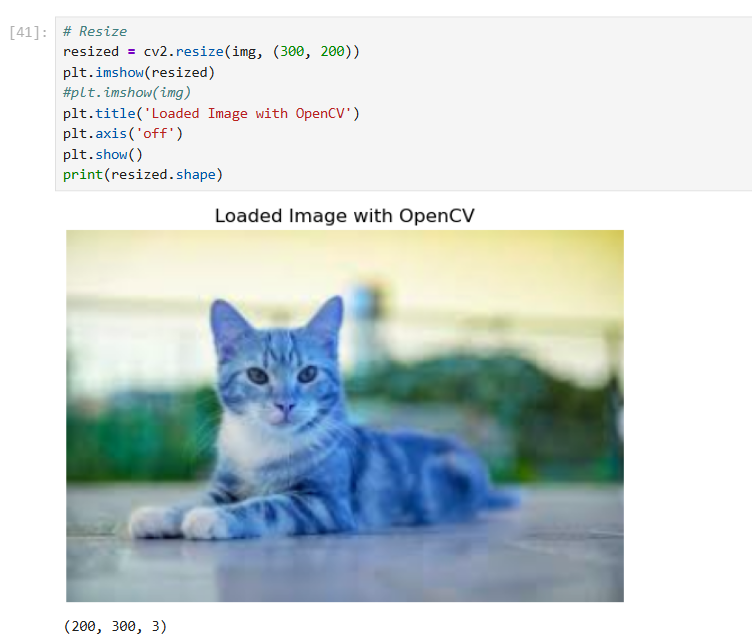 [41]: # Resize
resized = cv2.resize(img, (300, 200))
plt.imshow(resized)
#plt.imshow(img)
plt.title('Loaded Image with OpenCV')
plt.axis('off')
plt.show()
print(resized.shape)
Loaded Image with OpenCV
(200, 300, 3)